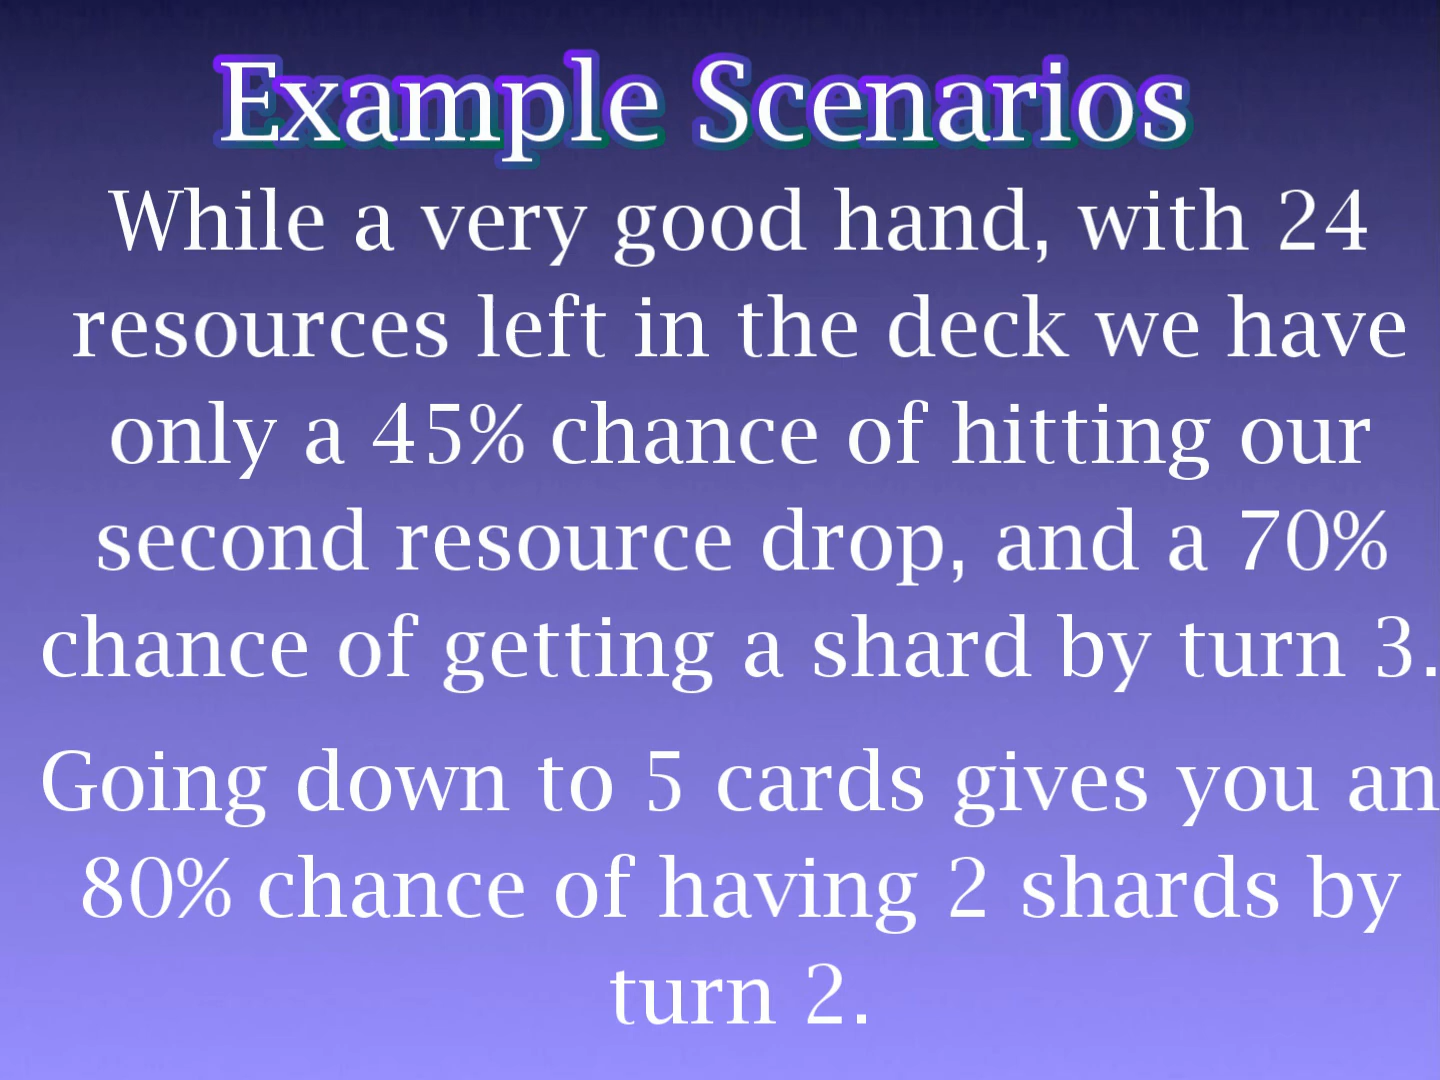 Example Scenarios
While a very good hand, with 24
resources left in the deck we have
only a 45% chance of hitting our
second resource drop, and a 70%
chance of getting a shard by turn 3.
Going down to 5 cards gives you an
80% chance of having 2 shards by
turn 2.